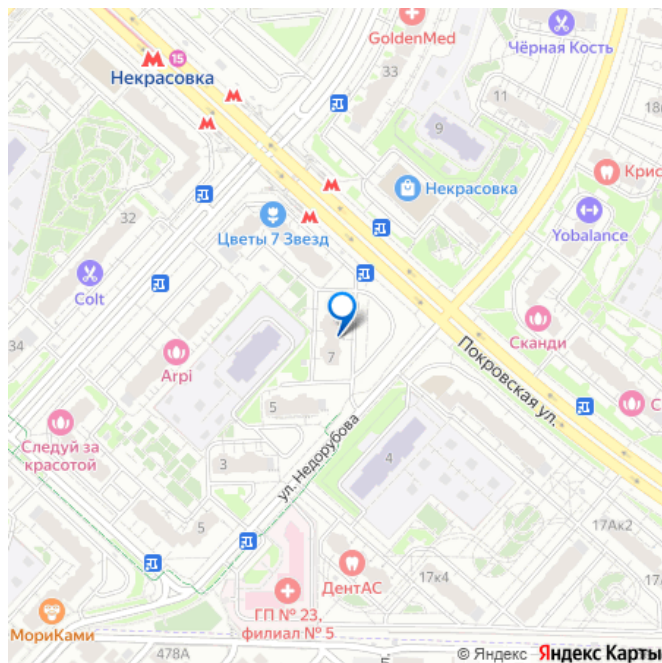 GoldenMed
Чёрная Кость
15
Некрасовка
33
11
9
Крис
Некрасовка
32
Цветы 7 Звезд
Yobalance
Colt
34
7
Сканди
Arpi
Покровская ул.
5
С
Следуй за
красотой
3
ул. Недорубова
4
5
17Ак2
ДентАС
17к4
ГП № 23,
филиал № 5
МориКами
478А
© Яндекс Яндекс Карты